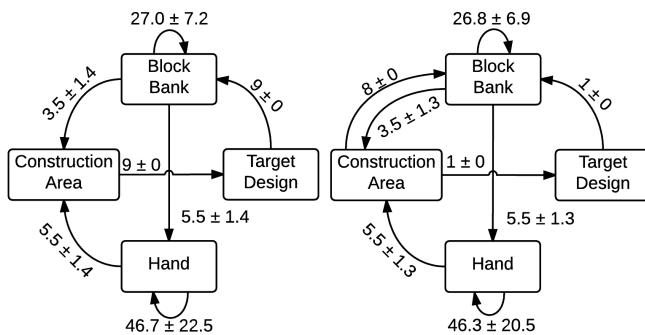 27.0 ± 7.2
Block
Bank
3.5 ± 1.4
9 ± 0
Construction
Area
9 ± 0
Target
Design
5.5 ± 1.4
5.5 ± 1.4
Hand
46.7 ± 22.5
26.8 ± 6.9
Block
Bank
8 ± 0
3.5 ± 1.3
1 ± 0
Construction
Area
1 ± 0
Target
Design
5.5 ± 1.3
5.5 ± 1.3
Hand
46.3 ± 20.5